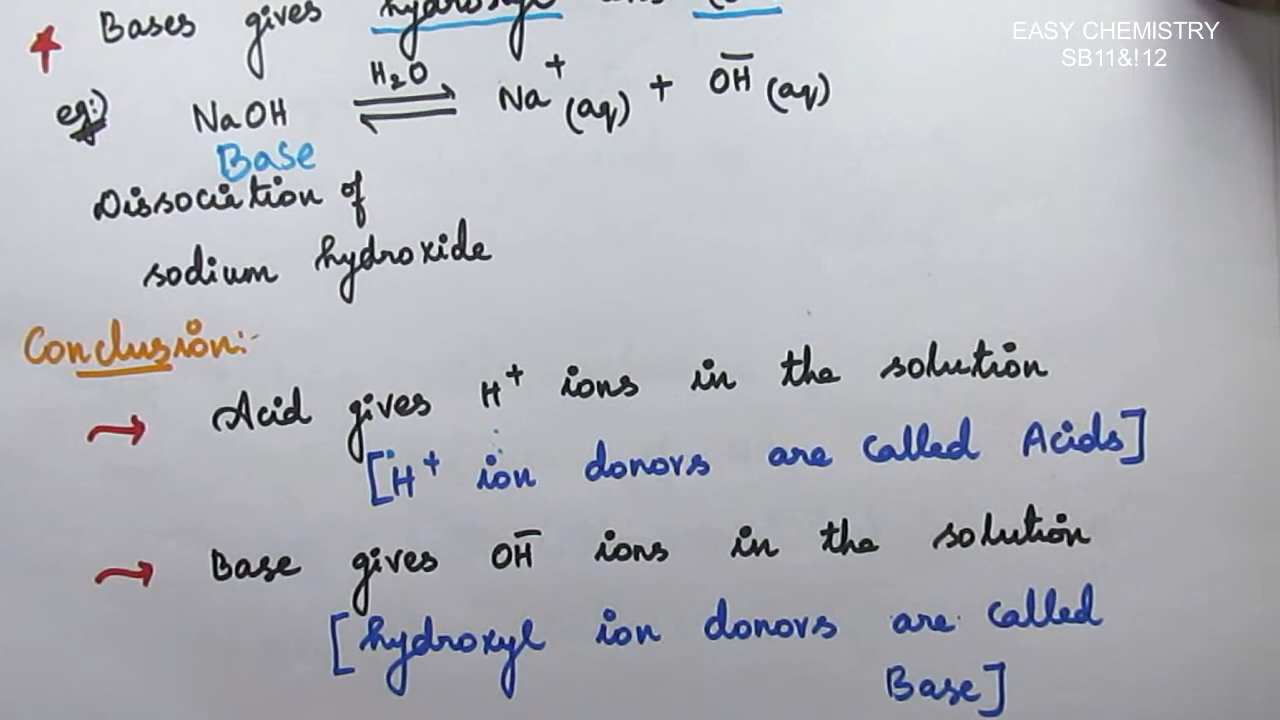 EASY CHEMISTRY
SB11&!12
Bases gives hydroxyl
eg:) NaOH ⇌ H₂O Na⁺(aq) + OH⁻(aq)
Base
Dissociation of
sodium hydroxide
Conclusion:-
→ Acid gives H⁺ ions in the solution
[H⁺ ion donors are called Acids]
→ Base gives OH⁻ ions in the solution
[hydroxyl ion donors are called
Base]